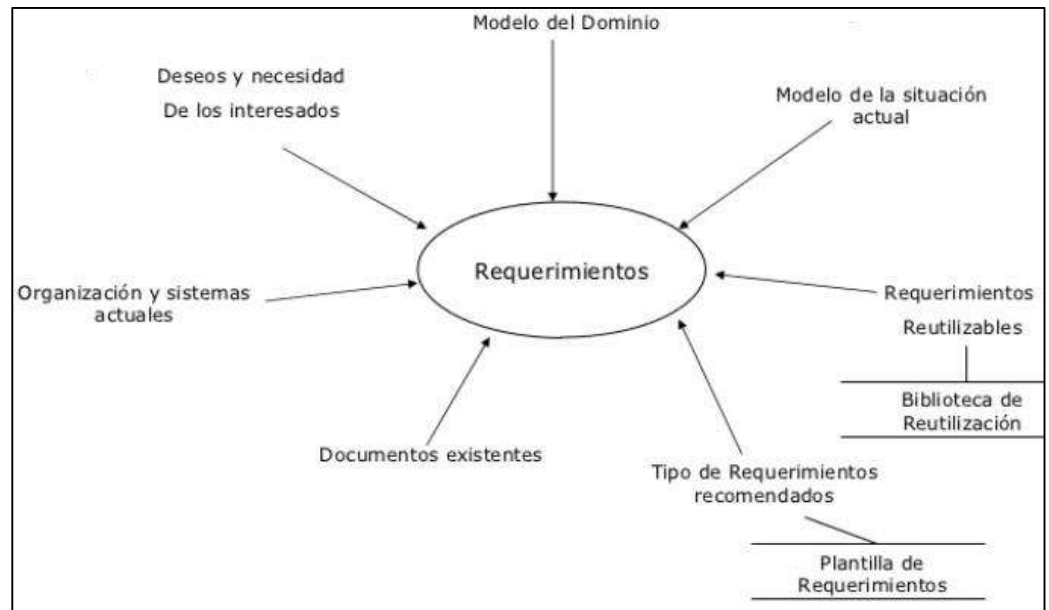 Modelo del Dominio
Deseos y necesidad
De los interesados
Modelo de la situación
actual
Requerimientos
Organización y sistemas
actuales
Requerimientos
Reutilizables
Biblioteca de
Reutilización
Documentos existentes
Tipo de Requerimientos
recomendados
Plantilla de
Requerimientos